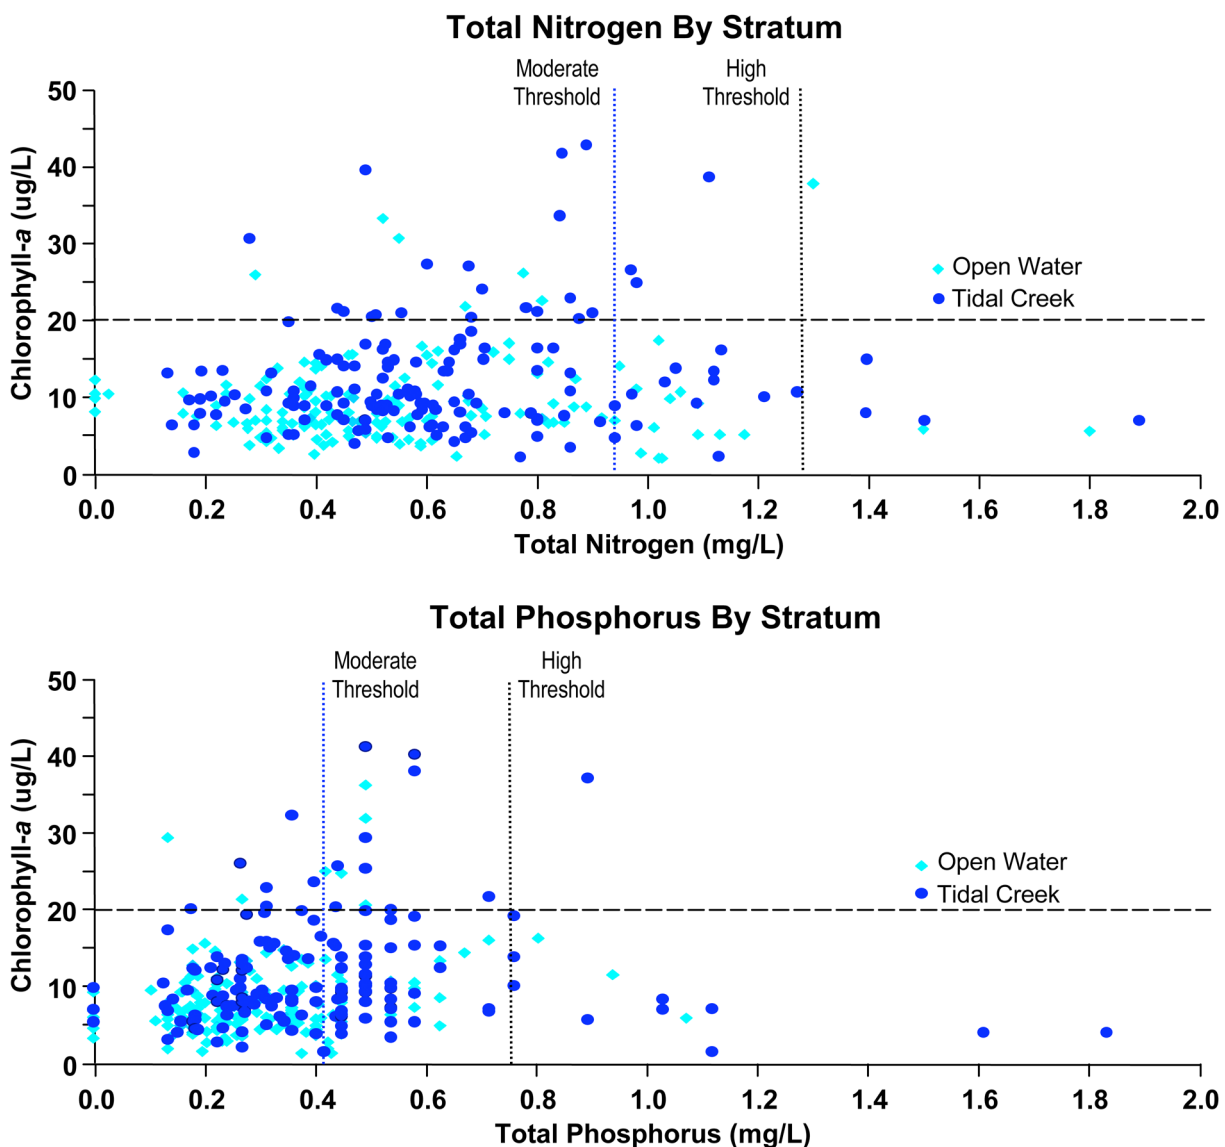 Total Nitrogen By Stratum
Moderate
Threshold
High
Threshold
50
40
30
20
10
0
Chlorophyll-a (ug/L)
Open Water
Tidal Creek
0.0 0.2 0.4 0.6 0.8 1.0 1.2 1.4 1.6 1.8 2.0
Total Nitrogen (mg/L)
Total Phosphorus By Stratum
Moderate
Threshold
High
Threshold
50
40
30
20
10
0
Chlorophyll-a (ug/L)
Open Water
Tidal Creek
0.0 0.2 0.4 0.6 0.8 1.0 1.2 1.4 1.6 1.8 2.0
Total Phosphorus (mg/L)